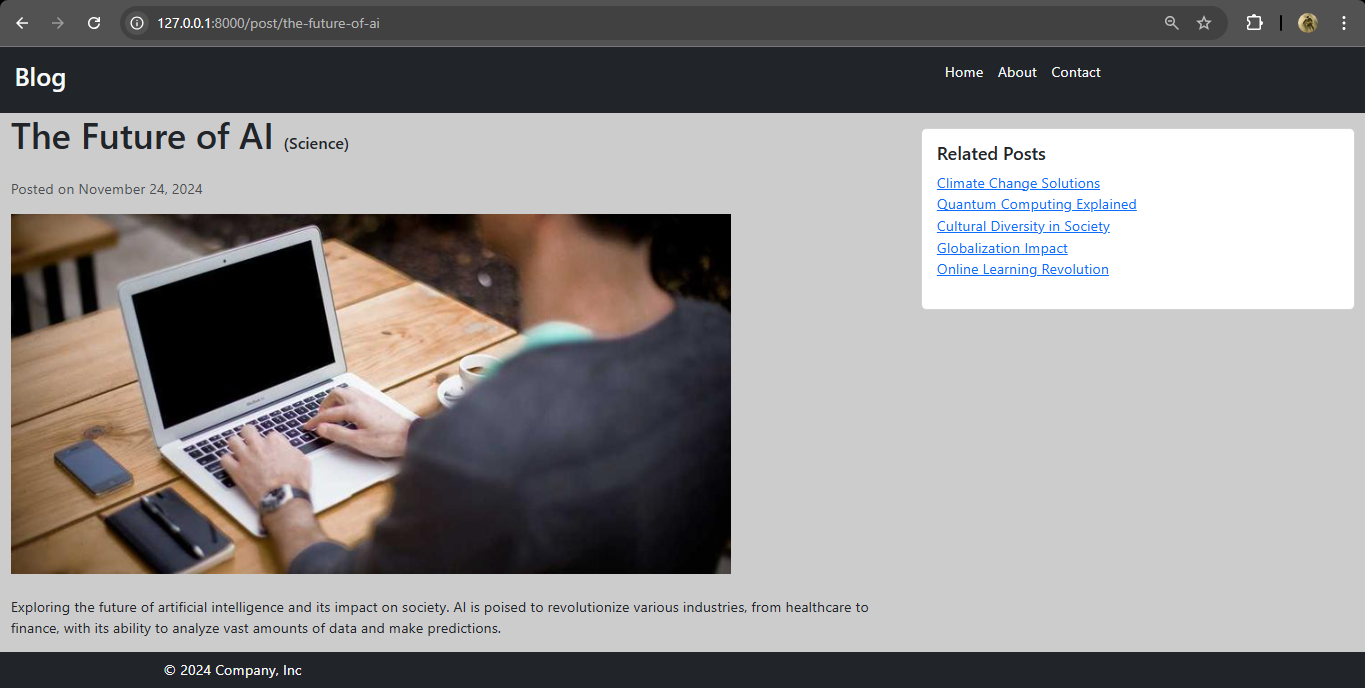 127.0.0.1:8000/post/the-future-of-ai
Blog
Home About Contact
The Future of AI (Science)
Posted on November 24, 2024
Related Posts
Climate Change Solutions
Quantum Computing Explained
Cultural Diversity in Society
Globalization Impact
Online Learning Revolution
Exploring the future of artificial intelligence and its impact on society. AI is poised to revolutionize various industries, from healthcare to
finance, with its ability to analyze vast amounts of data and make predictions.
© 2024 Company, Inc